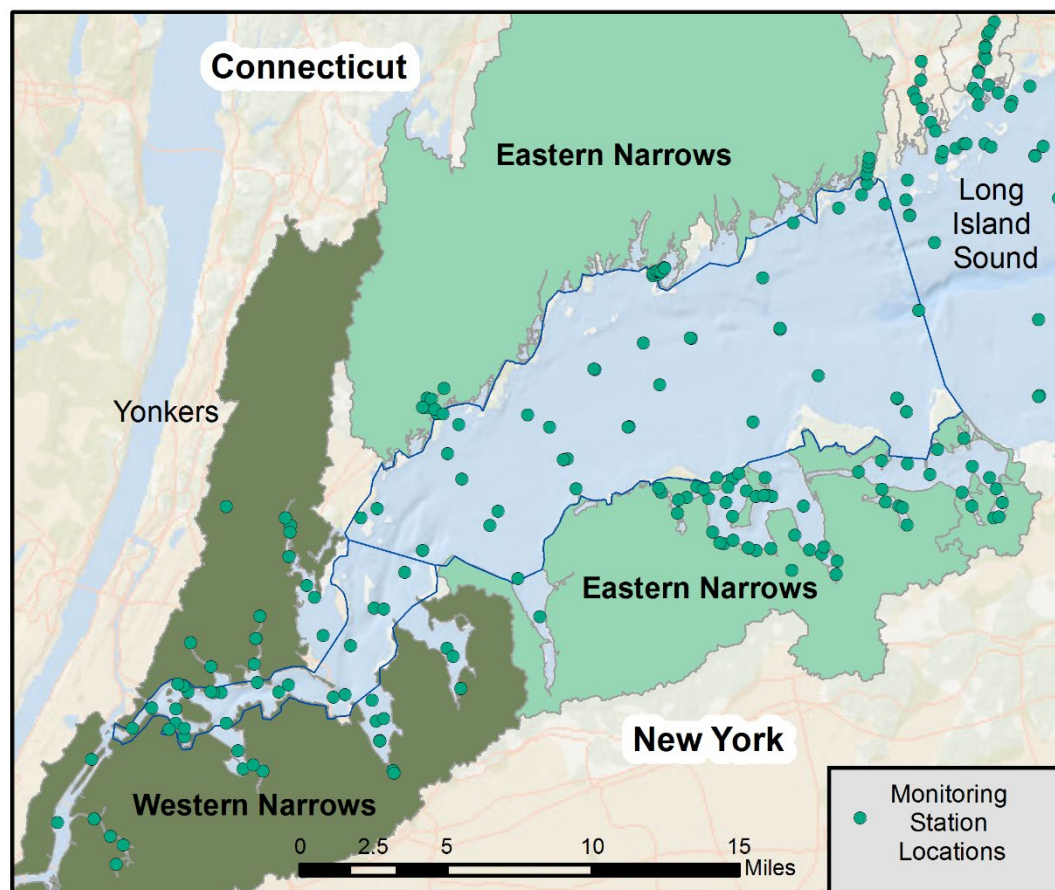 Connecticut
Eastern Narrows
Long
Island
Sound
Yonkers
Eastern Narrows
New York
Western Narrows
0 2.5 5 10 15
Miles
Monitoring
Station
Locations